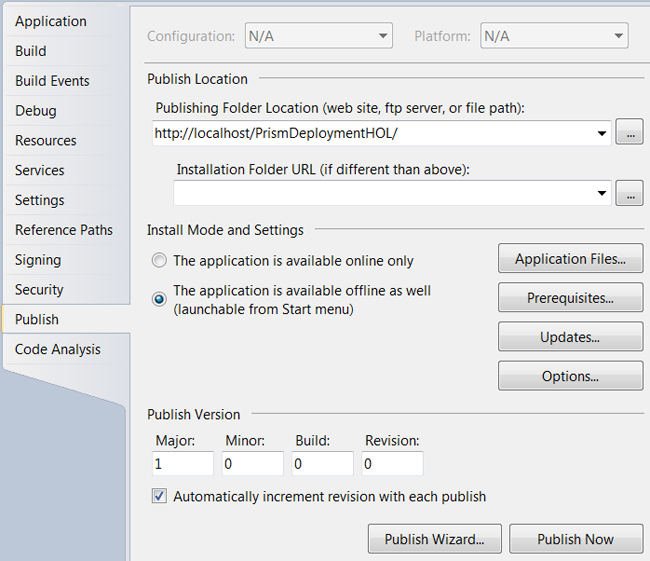 Application
Build
Build Events
Debug
Resources
Services
Settings
Reference Paths
Signing
Security
Publish
Code Analysis
Configuration: N/A Platform: N/A
Publish Location
Publishing Folder Location (web site, ftp server, or file path):
http://localhost/PrismDeploymentHOL/ ...
Installation Folder URL (if different than above):
...
Install Mode and Settings
The application is available online only
The application is available offline as well
(launchable from Start menu)
Application Files...
Prerequisites...
Updates...
Options...
Publish Version
Major: Minor: Build: Revision:
1 0 0 0
Automatically increment revision with each publish
Publish Wizard... Publish Now